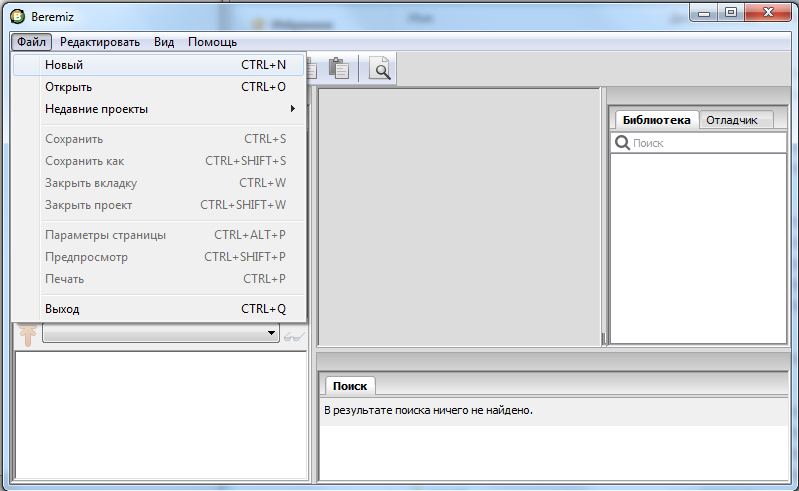 Beremiz
Файл Редактировать Вид Помощь
Новый CTRL+N
Открыть CTRL+O
Недавние проекты
Сохранить CTRL+S
Сохранить как CTRL+SHIFT+S
Закрыть вкладку CTRL+W
Закрыть проект CTRL+SHIFT+W
Параметры страницы CTRL+ALT+P
Предпросмотр CTRL+SHIFT+P
Печать CTRL+P
Выход CTRL+Q
Библиотека Отладчик
Поиск
Поиск
В результате поиска ничего не найдено.